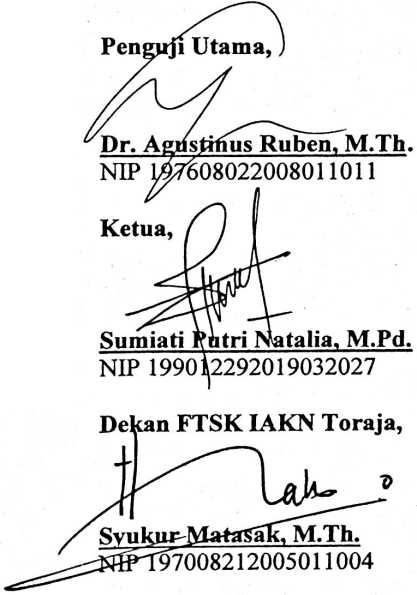 Penguji Utama,
Dr. Agustinus Ruben, M.Th.
NIP 197608022008011011
Ketua,
Sumiati Putri Natalia, M.Pd.
NIP 199012292019032027
Dekan FTSK IAKN Toraja,
Syukur Matasak, M.Th.
NIP 197008212005011004